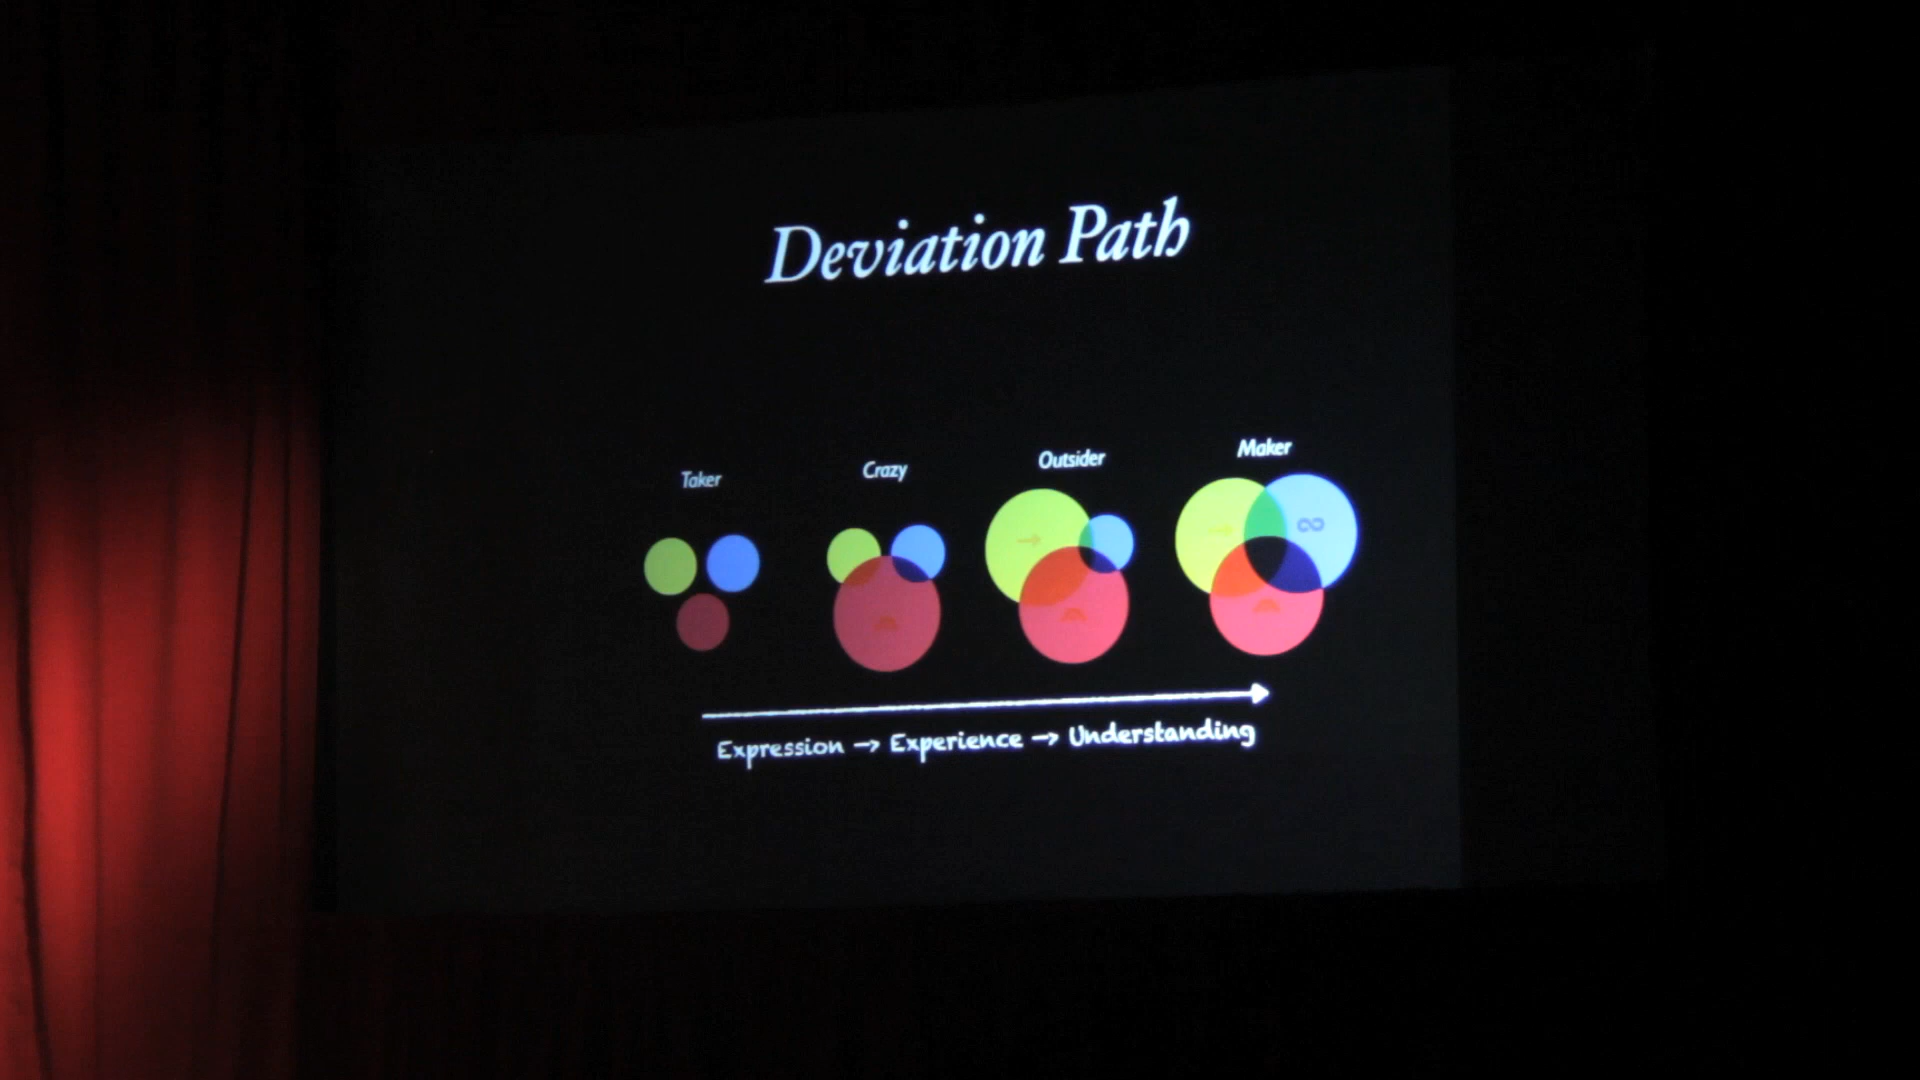 Deviation Path
Taker
Crazy
Outsider
Maker
→
→
∞
Expression → Experience → Understanding